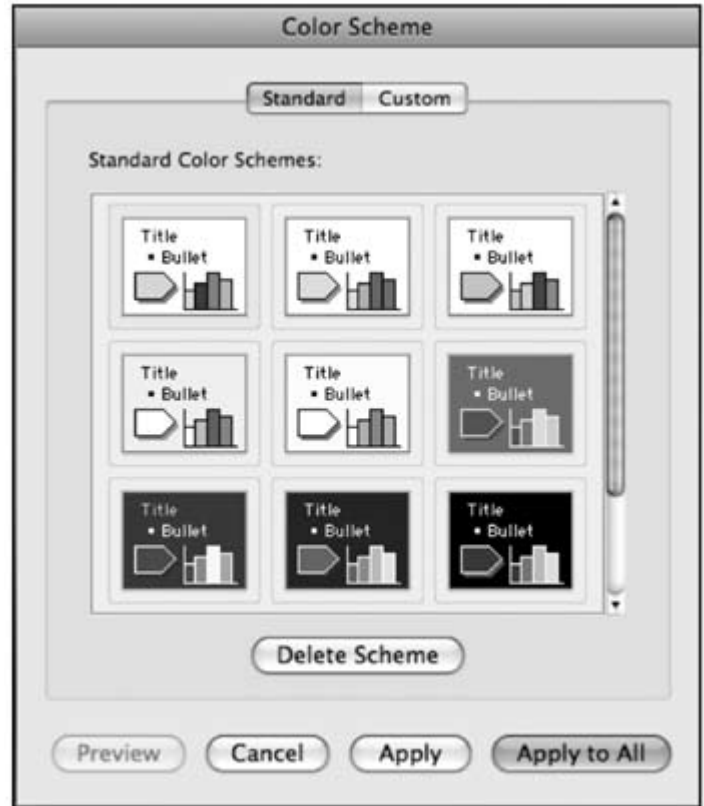 Color Scheme
Standard Custom
Standard Color Schemes:
Title Title Title
▪ Bullet ▪ Bullet ▪ Bullet
Title Title Title
▪ Bullet ▪ Bullet ▪ Bullet
Title Title Title
▪ Bullet ▪ Bullet ▪ Bullet
Delete Scheme
Preview Cancel Apply Apply to All